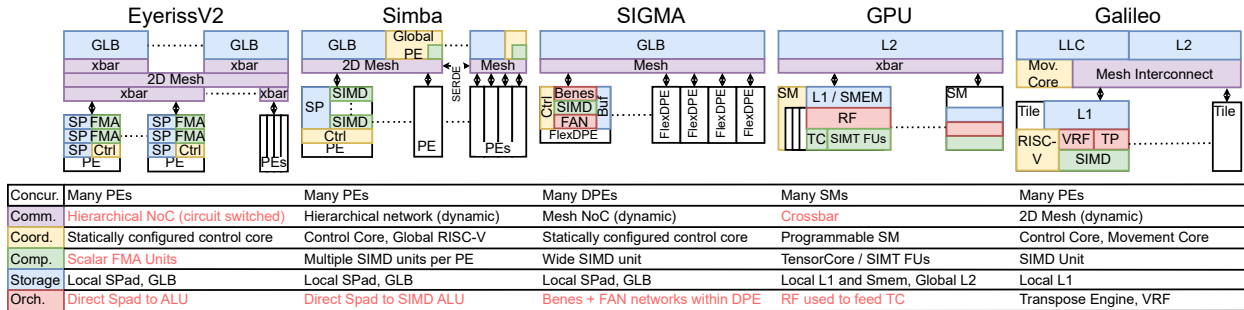 EyerissV2
Simba
SIGMA
GPU
Galileo
GLB
GLB
xbar
xbar
2D Mesh
xbar
xbar
SP FMA
SP FMA
SP Ctrl
PE
SP FMA
SP FMA
SP Ctrl
PE
PEs
GLB
Global PE
2D Mesh
Mesh
SERDE
SP
SIMD
SIMD
Ctrl
PE
PE
PEs
GLB
Mesh
Ctrl
Benes
SIMD
FAN
Buf
FlexDPE
FlexDPE
FlexDPE
FlexDPE
FlexDPE
L2
xbar
SM
L1 / SMEM
RF
TC SIMT FUs
SM
LLC
L2
Mov. Core
Mesh Interconnect
Tile
L1
RISC-V
VRF
TP
SIMD
Tile
Concur. Many PEs Many PEs Many DPEs Many SMs Many PEs
Comm. Hierarchical NoC (circuit switched) Hierarchical network (dynamic) Mesh NoC (dynamic) Crossbar 2D Mesh (dynamic)
Coord. Statically configured control core Control Core, Global RISC-V Statically configured control core Programmable SM Control Core, Movement Core
Comp. Scalar FMA Units Multiple SIMD units per PE Wide SIMD unit TensorCore / SIMT FUs SIMD Unit
Storage Local SPad, GLB Local SPad, GLB Local SPad, GLB Local L1 and Smem, Global L2 Local L1
Orch. Direct Spad to ALU Direct Spad to SIMD ALU Benes + FAN networks within DPE RF used to feed TC Transpose Engine, VRF